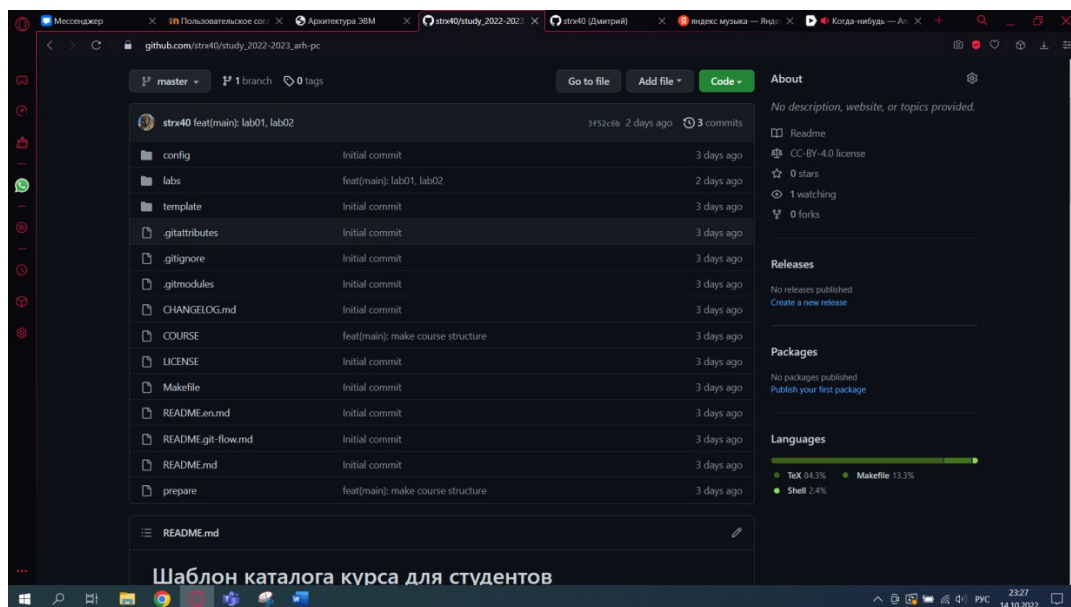 Мессенджер
Пользовательское согл
Архитектура ЭВМ
strx40/study_2022-2023
strx40 (Дмитрий)
яндекс музыка — Янде
Когда-нибудь — Ап
github.com/strx40/study_2022-2023_arh-pc
master 1 branch 0 tags Go to file Add file Code
strx40 feat(main): lab01, lab02 3f52c6b 2 days ago 3 commits
config Initial commit 3 days ago
labs feat(main): lab01, lab02 2 days ago
template Initial commit 3 days ago
.gitattributes Initial commit 3 days ago
.gitignore Initial commit 3 days ago
.gitmodules Initial commit 3 days ago
CHANGELOG.md Initial commit 3 days ago
COURSE feat(main): make course structure 3 days ago
LICENSE Initial commit 3 days ago
Makefile Initial commit 3 days ago
README.en.md Initial commit 3 days ago
README.git-flow.md Initial commit 3 days ago
README.md Initial commit 3 days ago
prepare feat(main): make course structure 3 days ago
README.md
Шаблон каталога курса для студентов
About
No description, website, or topics provided.
Readme
CC-BY-4.0 license
0 stars
1 watching
0 forks
Releases
No releases published
Create a new release
Packages
No packages published
Publish your first package
Languages
TeX 84.3% Makefile 13.3%
Shell 2.4%
РУС
23:27
14.10.2022